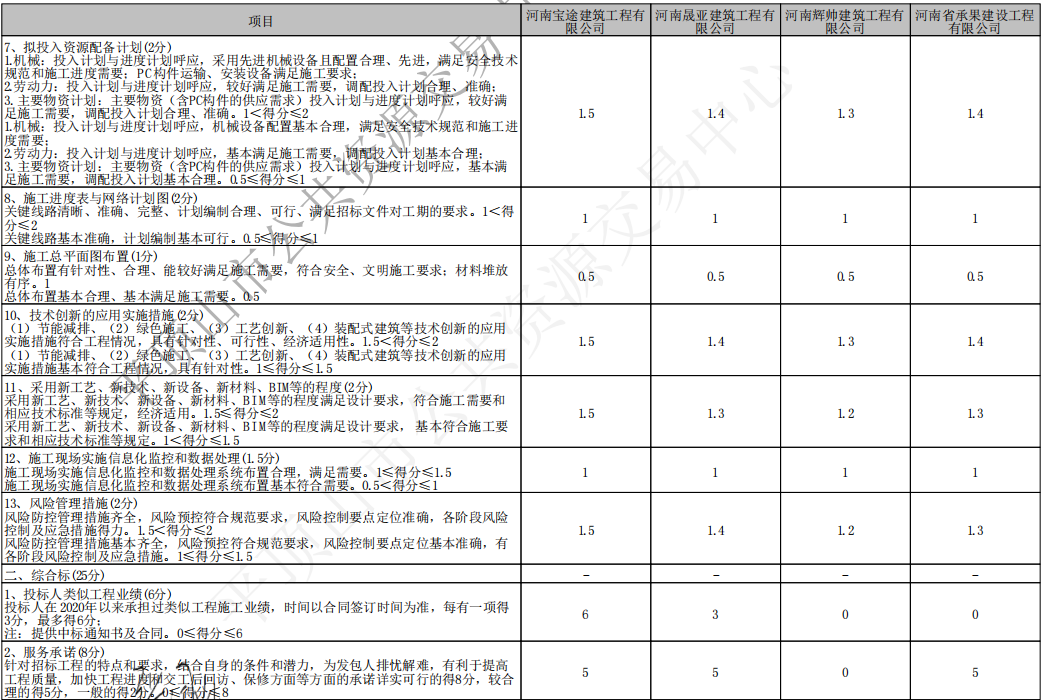 项目
河南宝途建筑工程有
限公司
河南晟亚建筑工程有
限公司
河南辉帅建筑工程有
限公司
河南省承果建设工程
有限公司
7、拟投入资源配备计划(2分)
1.机械：投入计划与进度计划呼应，采用先进机械设备且配置合理、先进，满足安全技术
规范和施工进度需要；PC构件运输、安装设备满足施工要求；
2.劳动力：投入计划与进度计划呼应，较好满足施工需要，调配投入计划合理、准确；
3.主要物资计划：主要物资（含PC构件的供应需求）投入计划与进度计划呼应，较好满
足施工需要，调配投入计划合理、准确。1<得分≤2
1.机械：投入计划与进度计划呼应，机械设备配置基本合理，满足安全技术规范和施工进
度需要；
2.劳动力：投入计划与进度计划呼应，基本满足施工需要，调配投入计划基本合理；
3.主要物资计划：主要物资（含PC构件的供应需求）投入计划与进度计划呼应，基本满
足施工需要，调配投入计划基本合理。0.5≤得分≤1
1.5
1.4
1.3
1.4
8、施工进度表与网络计划图(2分)
关键线路清晰、准确、完整、计划编制合理、可行、满足招标文件对工期的要求。1<得
分≤2
关键线路基本准确，计划编制基本可行。0.5≤得分≤1
1
1
1
1
9、施工总平面图布置(1分)
总体布置有针对性、合理、能较好满足施工需要，符合安全、文明施工要求；材料堆放
有序。1
总体布置基本合理、基本满足施工需要。0.5
0.5
0.5
0.5
0.5
10、技术创新的应用实施措施(2分)
（1）节能减排、（2）绿色施工、（3）工艺创新、（4）装配式建筑等技术创新的应用
实施措施符合工程情况，具有针对性、可行性、经济适用性。1.5<得分≤2
（1）节能减排、（2）绿色施工、（3）工艺创新、（4）装配式建筑等技术创新的应用
实施措施基本符合工程情况，具有针对性。1≤得分≤1.5
1.5
1.4
1.3
1.4
11、采用新工艺、新技术、新设备、新材料、BIM等的程度(2分)
采用新工艺、新技术、新设备、新材料、BIM等的程度满足设计要求，符合施工需要和
相应技术标准等规定，经济适用。1.5≤得分≤2
采用新工艺、新技术、新设备、新材料、BIM等的程度满足设计要求，基本符合施工要
求和相应技术标准等规定。1<得分≤1.5
1.5
1.3
1.2
1.3
12、施工现场实施信息化监控和数据处理(1.5分)
施工现场实施信息化监控和数据处理系统布置合理，满足需要。1≤得分≤1.5
施工现场实施信息化监控和数据处理系统布置基本符合需要。0.5<得分≤1
1
1
1
1
13、风险管理措施(2分)
风险防控管理措施齐全，风险预控符合规范要求，风险控制要点定位准确，各阶段风险
控制及应急措施得力。1.5<得分≤2
风险防控管理措施基本齐全，风险预控符合规范要求，风险控制要点定位基本准确，有
各阶段风险控制及应急措施。1≤得分≤1.5
1.5
1.4
1.2
1.3
二、综合标(25分)
－
－
－
－
1、投标人类似工程业绩(6分)
投标人在2020年以来承担过类似工程施工业绩，时间以合同签订时间为准，每有一项得
3分，最多得6分；
注：提供中标通知书及合同。0≤得分≤6
6
3
0
0
2、服务承诺(8分)
针对招标工程的特点和要求，结合自身的条件和潜力，为发包人排忧解难，有利于提高
工程质量，加快工程进度和交工后回访、保修方面等方面的承诺详实可行的得8分，较合
理的得5分，一般的得2分。0≤得分≤8
5
5
0
5
平顶山市公共资源交易
平顶山市公共资源交易中心